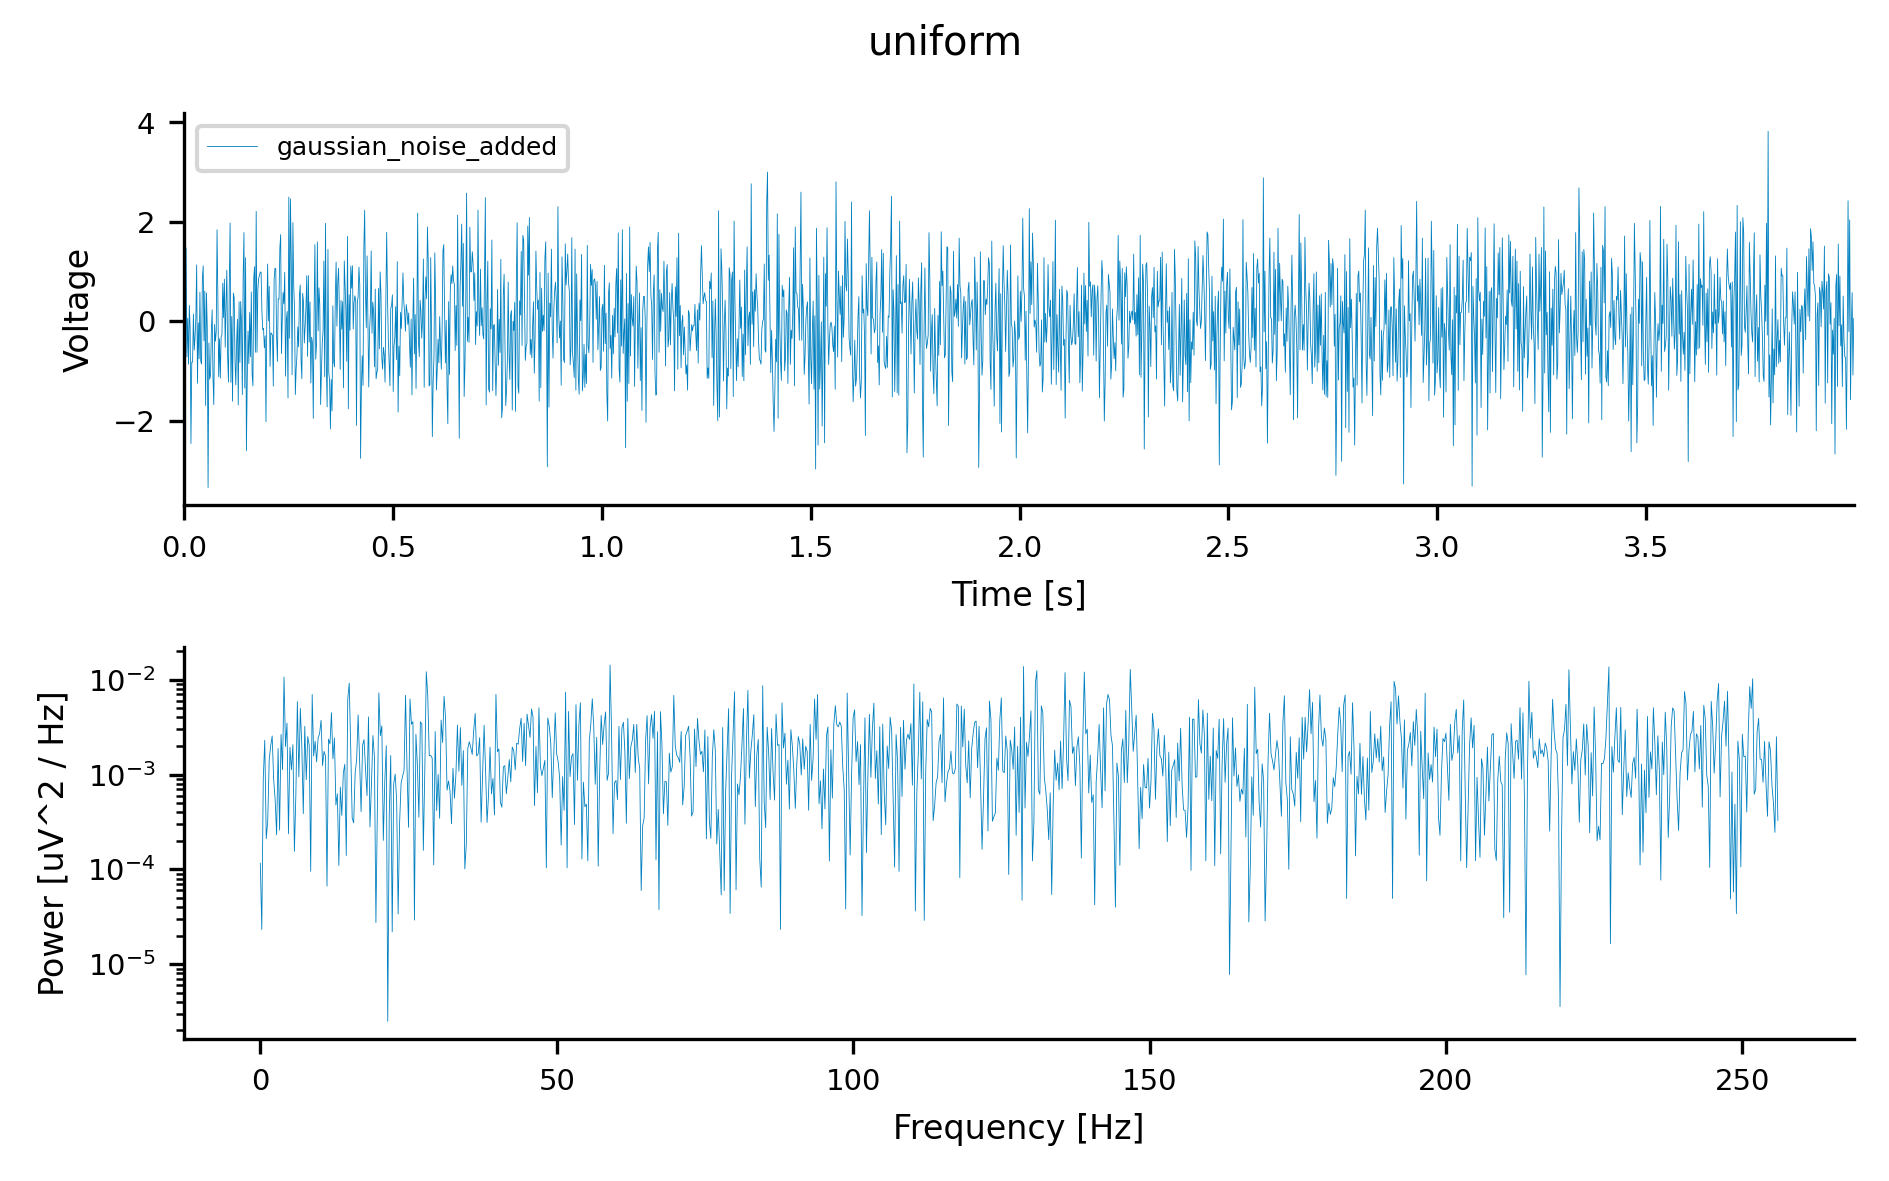 uniform
4
gaussian_noise_added
2
0
−2
Voltage
0.0 0.5 1.0 1.5 2.0 2.5 3.0 3.5
Time [s]
10⁻²
10⁻³
10⁻⁴
10⁻⁵
Power [uV^2 / Hz]
0 50 100 150 200 250
Frequency [Hz]